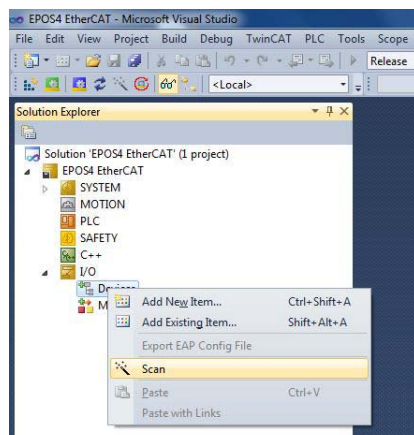 EPOS4 EtherCAT - Microsoft Visual Studio
File Edit View Project Build Debug TwinCAT PLC Tools Scope
Release
<Local>
Solution Explorer
Solution 'EPOS4 EtherCAT' (1 project)
EPOS4 EtherCAT
SYSTEM
MOTION
PLC
SAFETY
C++
I/O
Devices
M
Add New Item... Ctrl+Shift+A
Add Existing Item... Shift+Alt+A
Export EAP Config File
Scan
Paste Ctrl+V
Paste with Links